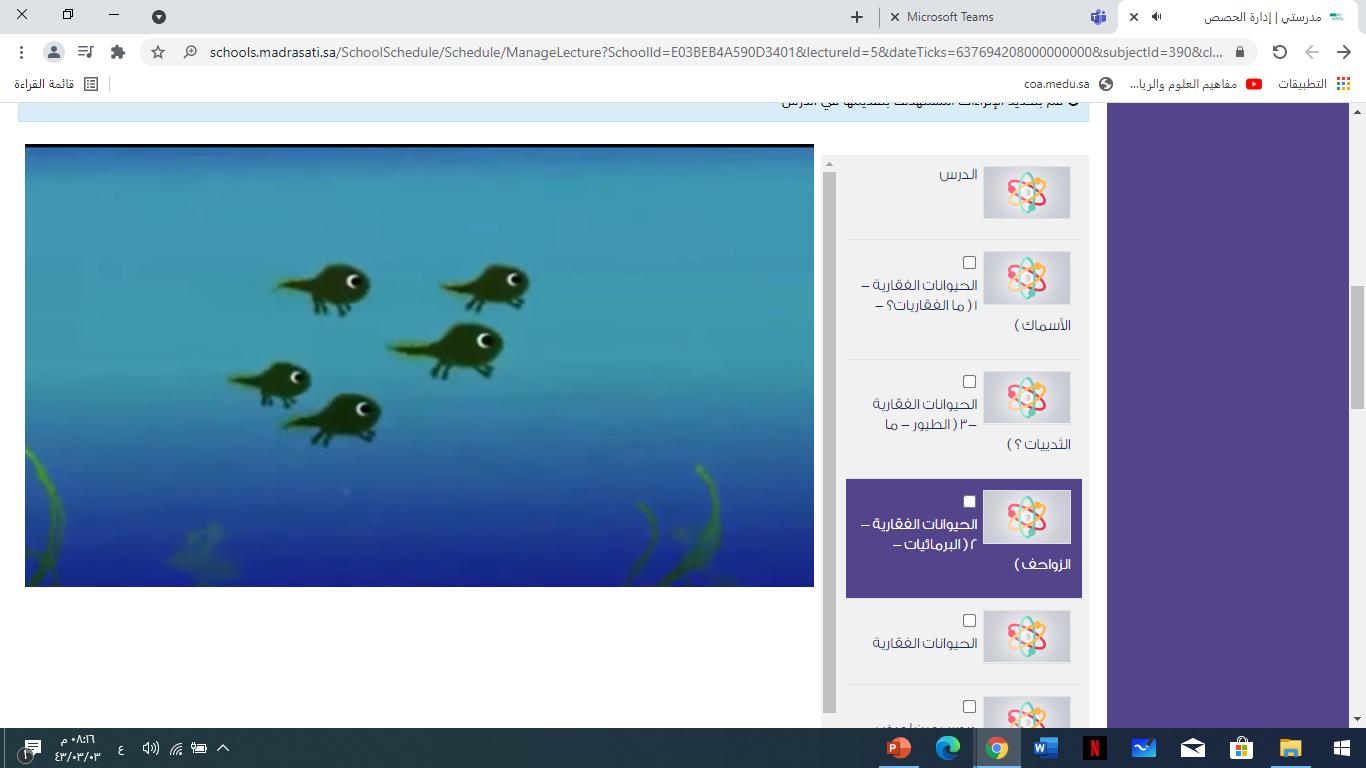 مدرستي | إدارة الحصص
Microsoft Teams
schools.madrasati.sa/SchoolSchedule/Schedule/ManageLecture?SchoolId=E03BEB4A590D3401&lectureId=5&dateTicks=637694208000000000&subjectId=390&cl...
التطبيقات
مفاهيم العلوم والريا...
coa.medu.sa
قائمة القراءة
الدرس
الحيوانات الفقارية –
١ ( ما الفقاريات؟ –
الأسماك )
الحيوانات الفقارية
–٣ ( الطيور – ما
الثدييات ؟ )
الحيوانات الفقارية –
٢ ( البرمائيات –
الزواحف )
الحيوانات الفقارية
ع
٠٨:١٦ م
٤٣/٠٣/٠٣
١